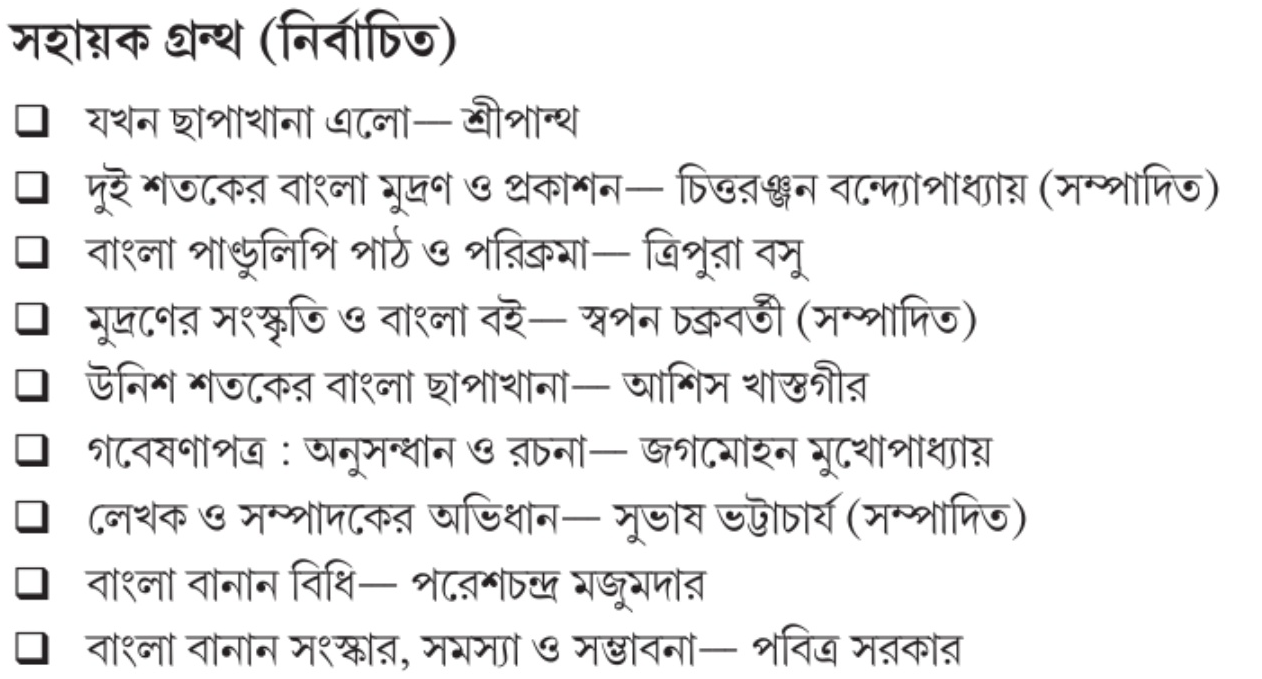 সহায়ক গ্রন্থ (নির্বাচিত)
❑ যখন ছাপাখানা এলো— শ্রীপান্থ
❑ দুই শতকের বাংলা মুদ্রণ ও প্রকাশন— চিত্তরঞ্জন বন্দ্যোপাধ্যায় (সম্পাদিত)
❑ বাংলা পাণ্ডুলিপি পাঠ ও পরিক্রমা— ত্রিপুরা বসু
❑ মুদ্রণের সংস্কৃতি ও বাংলা বই— স্বপন চক্রবর্তী (সম্পাদিত)
❑ উনিশ শতকের বাংলা ছাপাখানা— আশিস খাস্তগীর
❑ গবেষণাপত্র : অনুসন্ধান ও রচনা— জগমোহন মুখোপাধ্যায়
❑ লেখক ও সম্পাদকের অভিধান— সুভাষ ভট্টাচার্য (সম্পাদিত)
❑ বাংলা বানান বিধি— পরেশচন্দ্র মজুমদার
❑ বাংলা বানান সংস্কার, সমস্যা ও সম্ভাবনা— পবিত্র সরকার